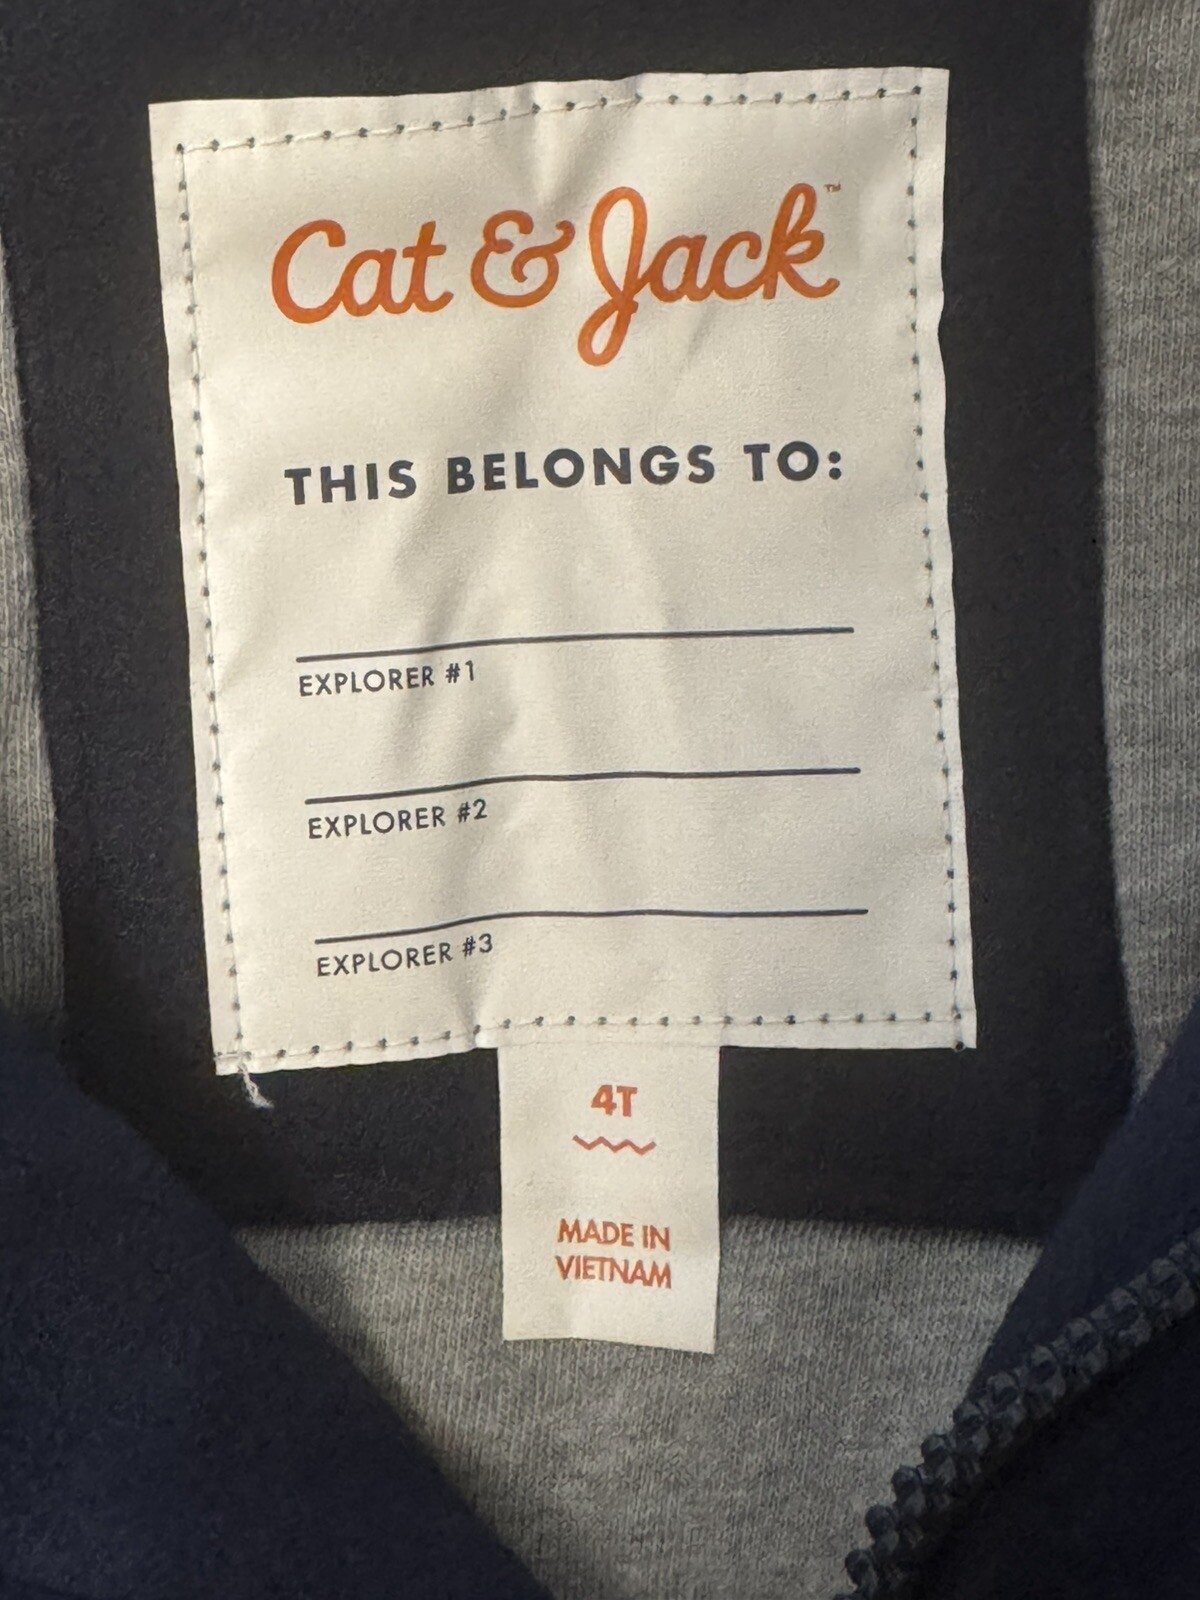 Cat & Jack™
THIS BELONGS TO:
EXPLORER #1
EXPLORER #2
EXPLORER #3
4T
MADE IN
VIETNAM